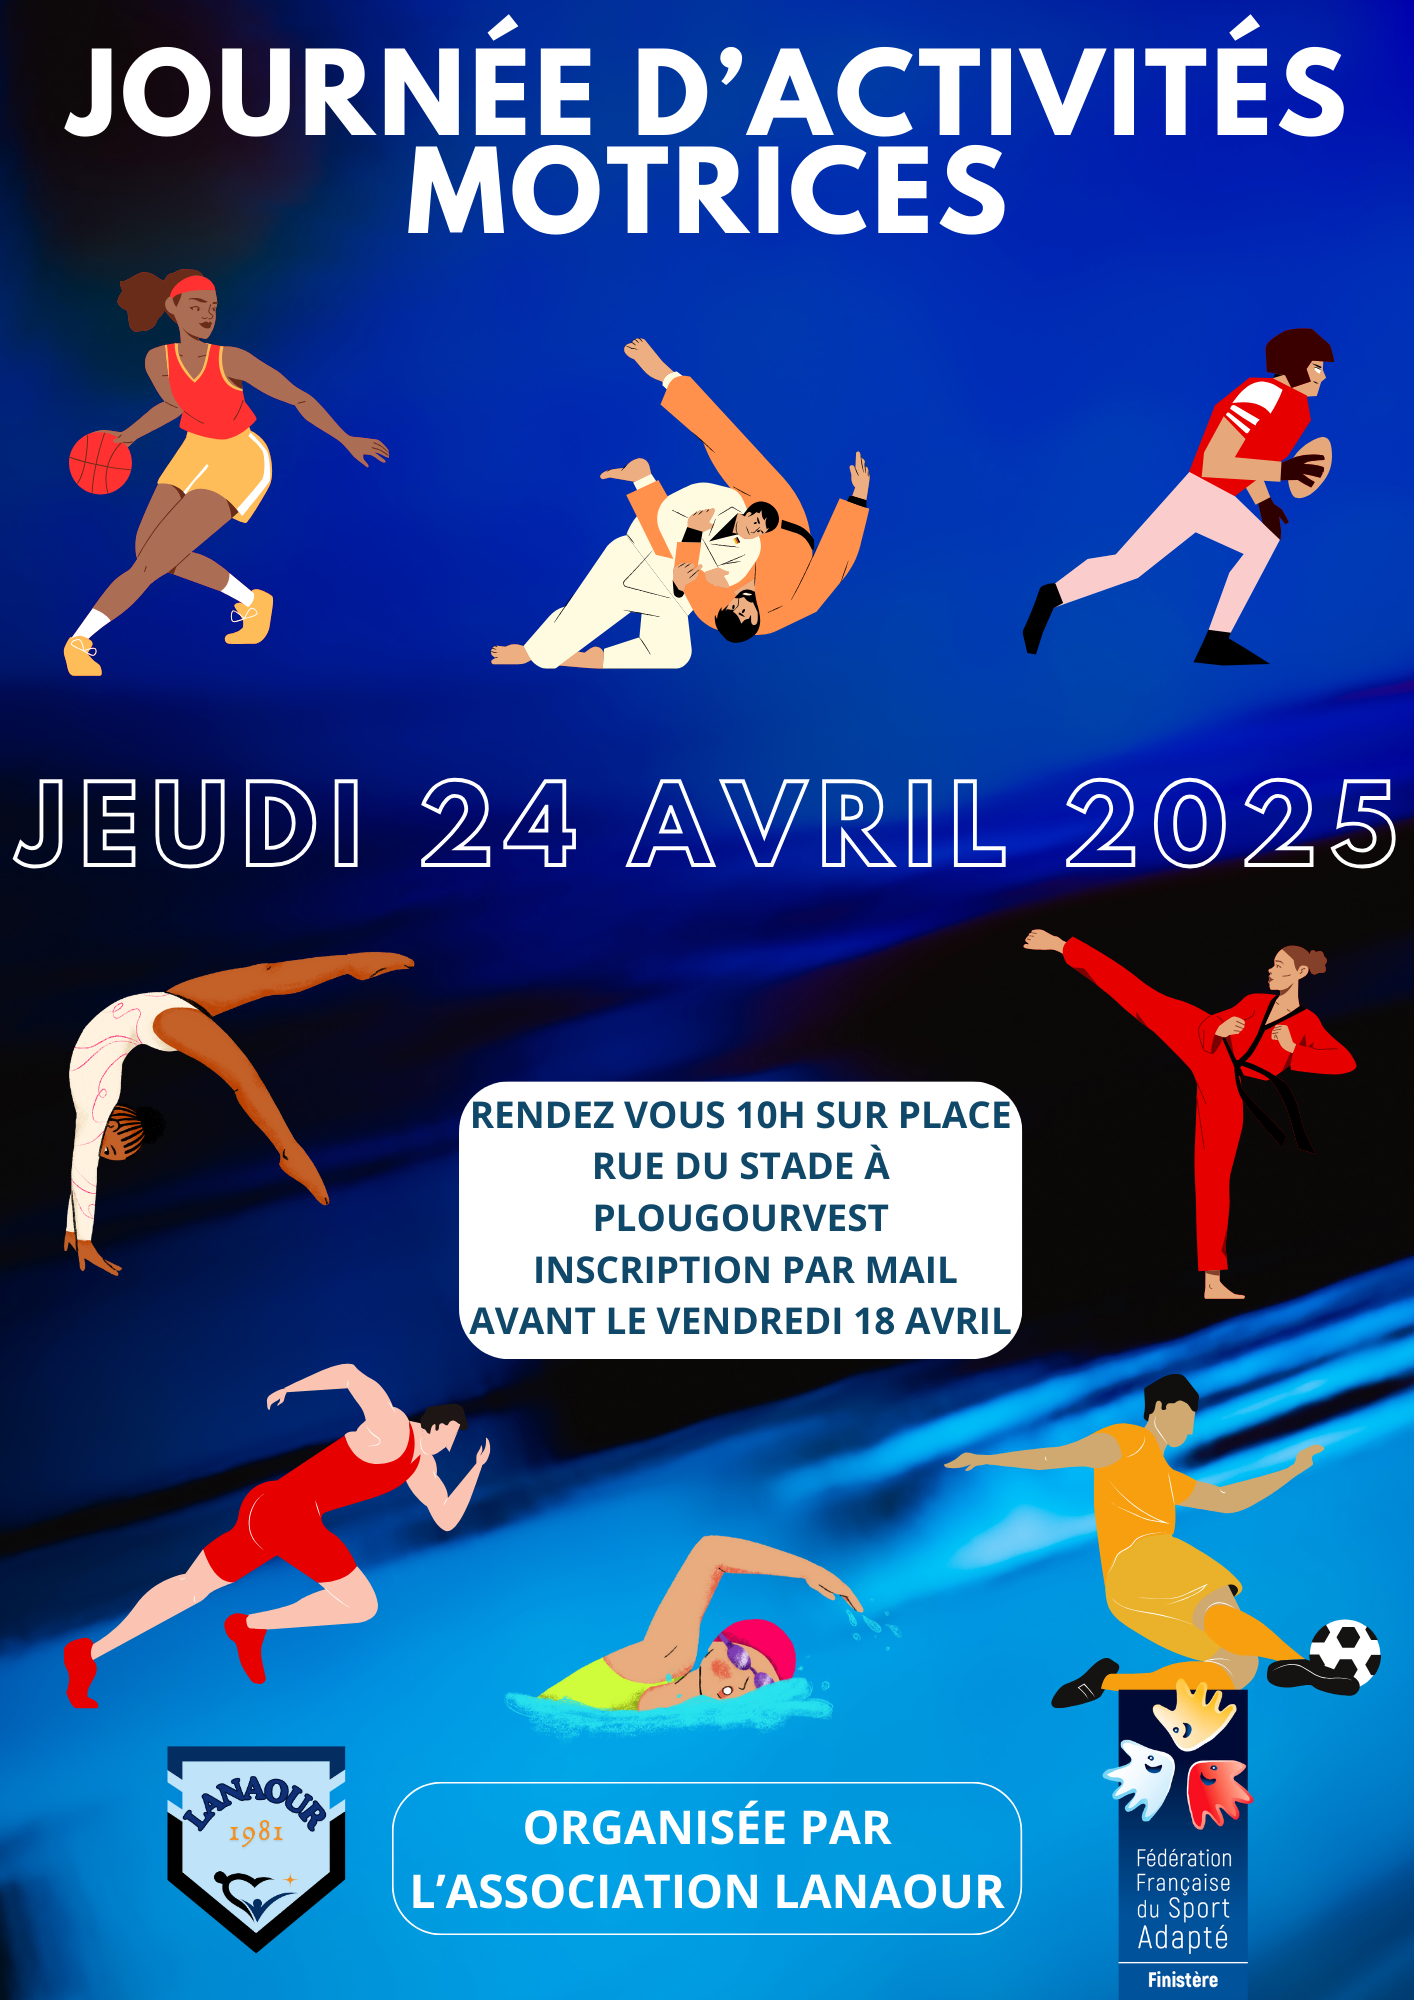 JOURNÉE D'ACTIVITÉS
MOTRICES
JEUDI 24 AVRIL 2025
RENDEZ VOUS 10H SUR PLACE
RUE DU STADE À
PLOUGOURVEST
INSCRIPTION PAR MAIL
AVANT LE VENDREDI 18 AVRIL
LANAOUR
1981
ORGANISÉE PAR
L'ASSOCIATION LANAOUR
Fédération
Française
du Sport
Adapté
Finistère